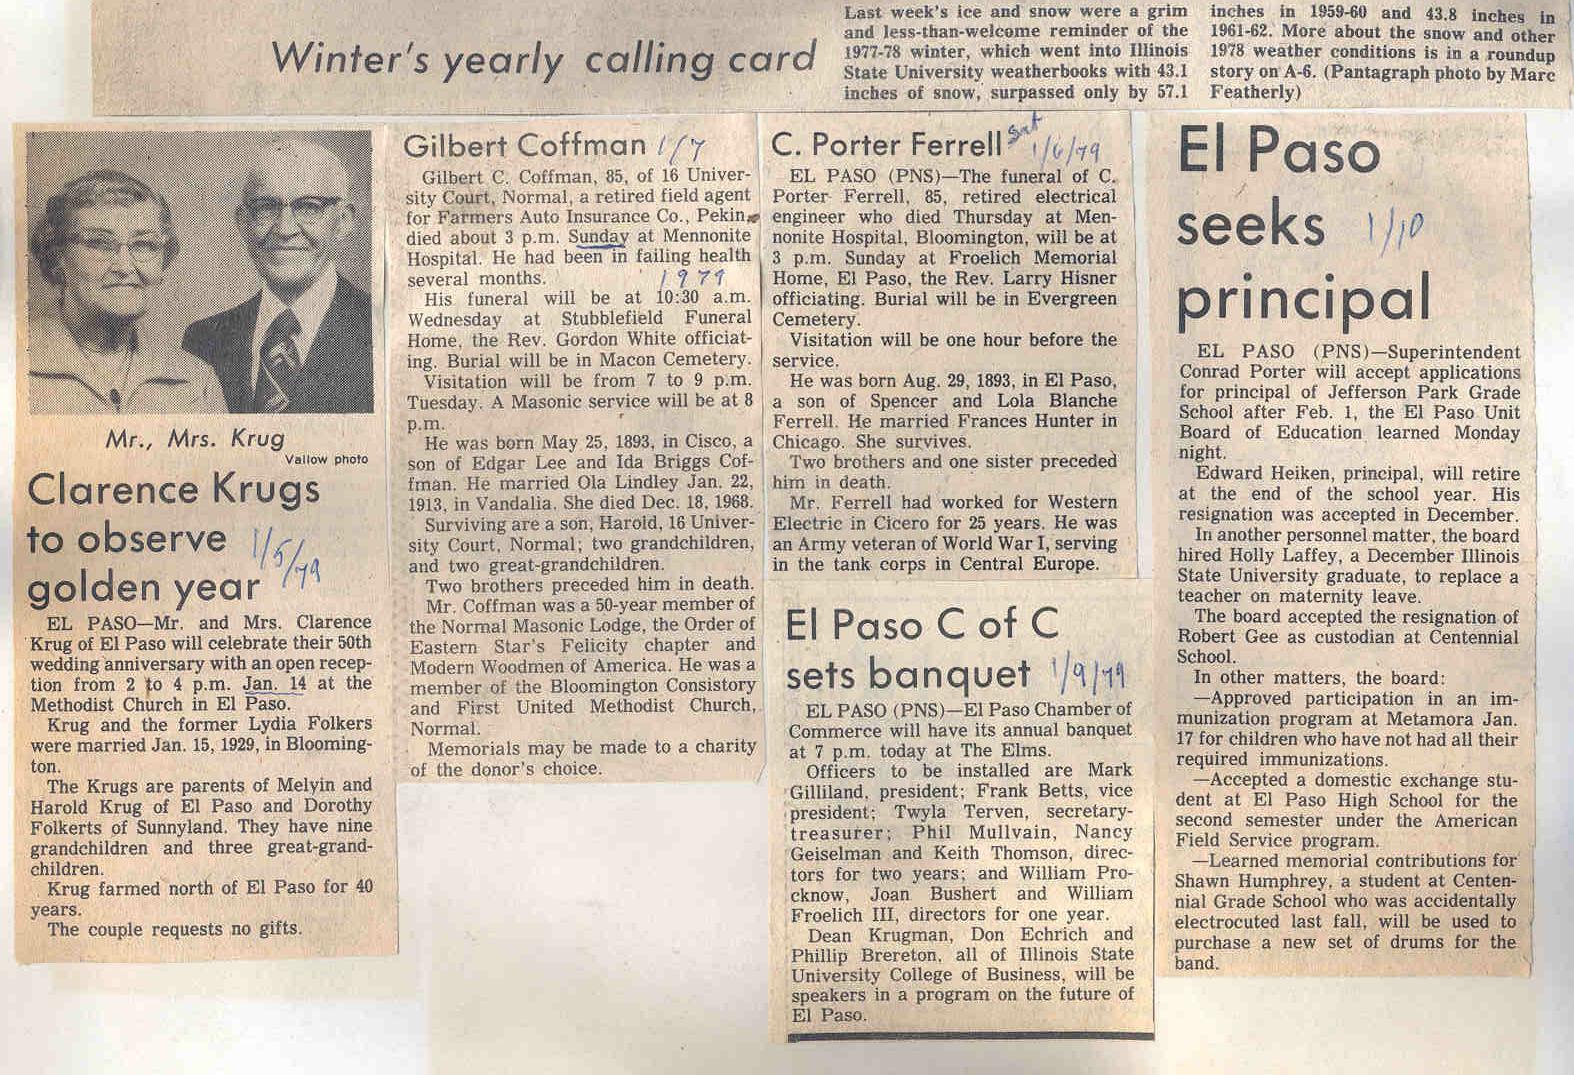 Winter's yearly calling card
Last week's ice and snow were a grim
and less-than-welcome reminder of the
1977-78 winter, which went into Illinois
State University weatherbooks with 43.1
inches of snow, surpassed only by 57.1
inches in 1959-60 and 43.8 inches in
1961-62. More about the snow and other
1978 weather conditions is in a roundup
story on A-6. (Pantagraph photo by Marc
Featherly)
Mr., Mrs. Krug
Vallow photo
Clarence Krugs
to observe
golden year
1/5/79
EL PASO—Mr. and Mrs. Clarence
Krug of El Paso will celebrate their 50th
wedding anniversary with an open recep-
tion from 2 to 4 p.m. Jan. 14 at the
Methodist Church in El Paso.
Krug and the former Lydia Folkers
were married Jan. 15, 1929, in Blooming-
ton.
The Krugs are parents of Melvin and
Harold Krug of El Paso and Dorothy
Folkerts of Sunnyland. They have nine
grandchildren and three great-grand-
children.
Krug farmed north of El Paso for 40
years.
The couple requests no gifts.
Gilbert Coffman 1/7
Gilbert C. Coffman, 85, of 16 Univer-
sity Court, Normal, a retired field agent
for Farmers Auto Insurance Co., Pekin,
died about 3 p.m. Sunday at Mennonite
Hospital. He had been in failing health
several months. 1979
His funeral will be at 10:30 a.m.
Wednesday at Stubblefield Funeral
Home, the Rev. Gordon White officiat-
ing. Burial will be in Macon Cemetery.
Visitation will be from 7 to 9 p.m.
Tuesday. A Masonic service will be at 8
p.m.
He was born May 25, 1893, in Cisco, a
son of Edgar Lee and Ida Briggs Cof-
fman. He married Ola Lindley Jan. 22,
1913, in Vandalia. She died Dec. 18, 1968.
Surviving are a son, Harold, 16 Univer-
sity Court, Normal; two grandchildren,
and two great-grandchildren.
Two brothers preceded him in death.
Mr. Coffman was a 50-year member of
the Normal Masonic Lodge, the Order of
Eastern Star's Felicity chapter and
Modern Woodmen of America. He was a
member of the Bloomington Consistory
and First United Methodist Church,
Normal.
Memorials may be made to a charity
of the donor's choice.
C. Porter Ferrell Sat 1/6/79
EL PASO (PNS)—The funeral of C.
Porter Ferrell, 85, retired electrical
engineer who died Thursday at Men-
nonite Hospital, Bloomington, will be at
3 p.m. Sunday at Froelich Memorial
Home, El Paso, the Rev. Larry Hisner
officiating. Burial will be in Evergreen
Cemetery.
Visitation will be one hour before the
service.
He was born Aug. 29, 1893, in El Paso,
a son of Spencer and Lola Blanche
Ferrell. He married Frances Hunter in
Chicago. She survives.
Two brothers and one sister preceded
him in death.
Mr. Ferrell had worked for Western
Electric in Cicero for 25 years. He was
an Army veteran of World War I, serving
in the tank corps in Central Europe.
El Paso C of C
sets banquet 1/9/79
EL PASO (PNS)—El Paso Chamber of
Commerce will have its annual banquet
at 7 p.m. today at The Elms.
Officers to be installed are Mark
Gilliland, president; Frank Betts, vice
president; Twyla Terven, secretary-
treasurer; Phil Mullvain, Nancy
Geiselman and Keith Thomson, direc-
tors for two years; and William Pro-
cknow, Joan Bushert and William
Froelich III, directors for one year.
Dean Krugman, Don Echrich and
Phillip Brereton, all of Illinois State
University College of Business, will be
speakers in a program on the future of
El Paso.
El Paso
seeks 1/10
principal
EL PASO (PNS)—Superintendent
Conrad Porter will accept applications
for principal of Jefferson Park Grade
School after Feb. 1, the El Paso Unit
Board of Education learned Monday
night.
Edward Heiken, principal, will retire
at the end of the school year. His
resignation was accepted in December.
In another personnel matter, the board
hired Holly Laffey, a December Illinois
State University graduate, to replace a
teacher on maternity leave.
The board accepted the resignation of
Robert Gee as custodian at Centennial
School.
In other matters, the board:
—Approved participation in an im-
munization program at Metamora Jan.
17 for children who have not had all their
required immunizations.
—Accepted a domestic exchange stu-
dent at El Paso High School for the
second semester under the American
Field Service program.
—Learned memorial contributions for
Shawn Humphrey, a student at Centen-
nial Grade School who was accidentally
electrocuted last fall, will be used to
purchase a new set of drums for the
band.